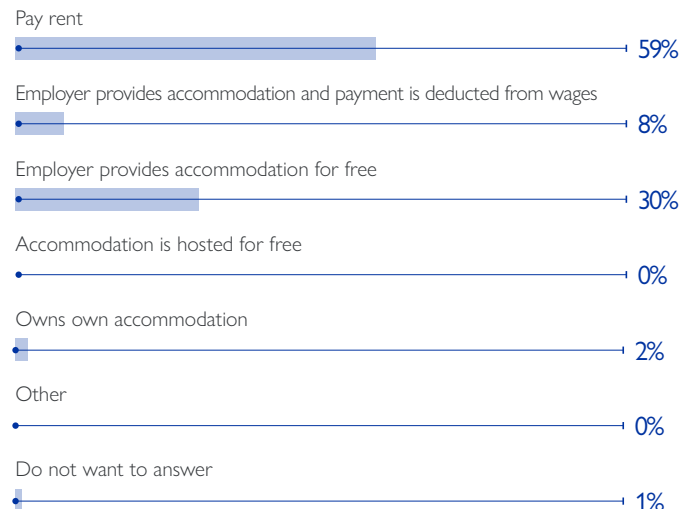 Pay rent
59%
Employer provides accommodation and payment is deducted from wages
8%
Employer provides accommodation for free
30%
Accommodation is hosted for free
0%
Owns own accommodation
2%
Other
0%
Do not want to answer
1%